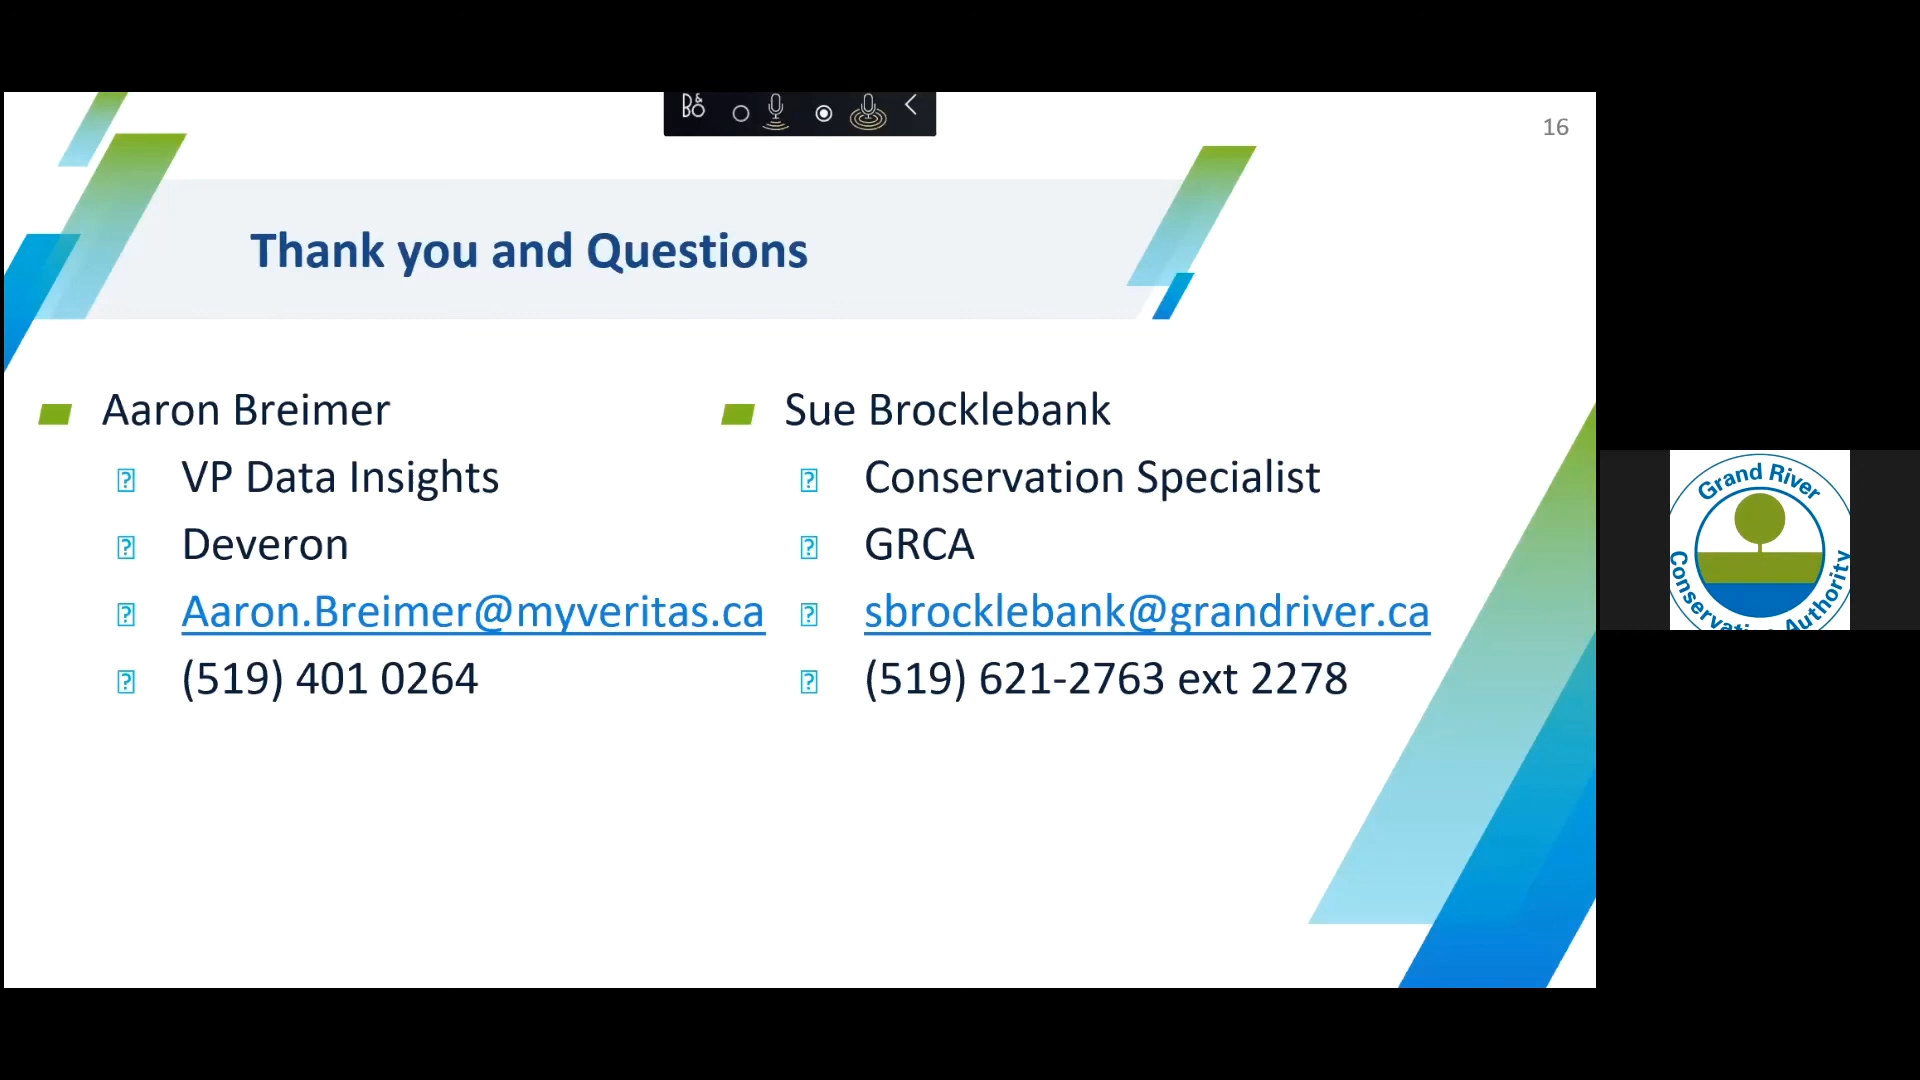 B&O
16
Thank you and Questions
Aaron Breimer
VP Data Insights
Deveron
Aaron.Breimer@myveritas.ca
(519) 401 0264
Sue Brocklebank
Conservation Specialist
GRCA
sbrocklebank@grandriver.ca
(519) 621-2763 ext 2278
Grand River
Conservation Authority